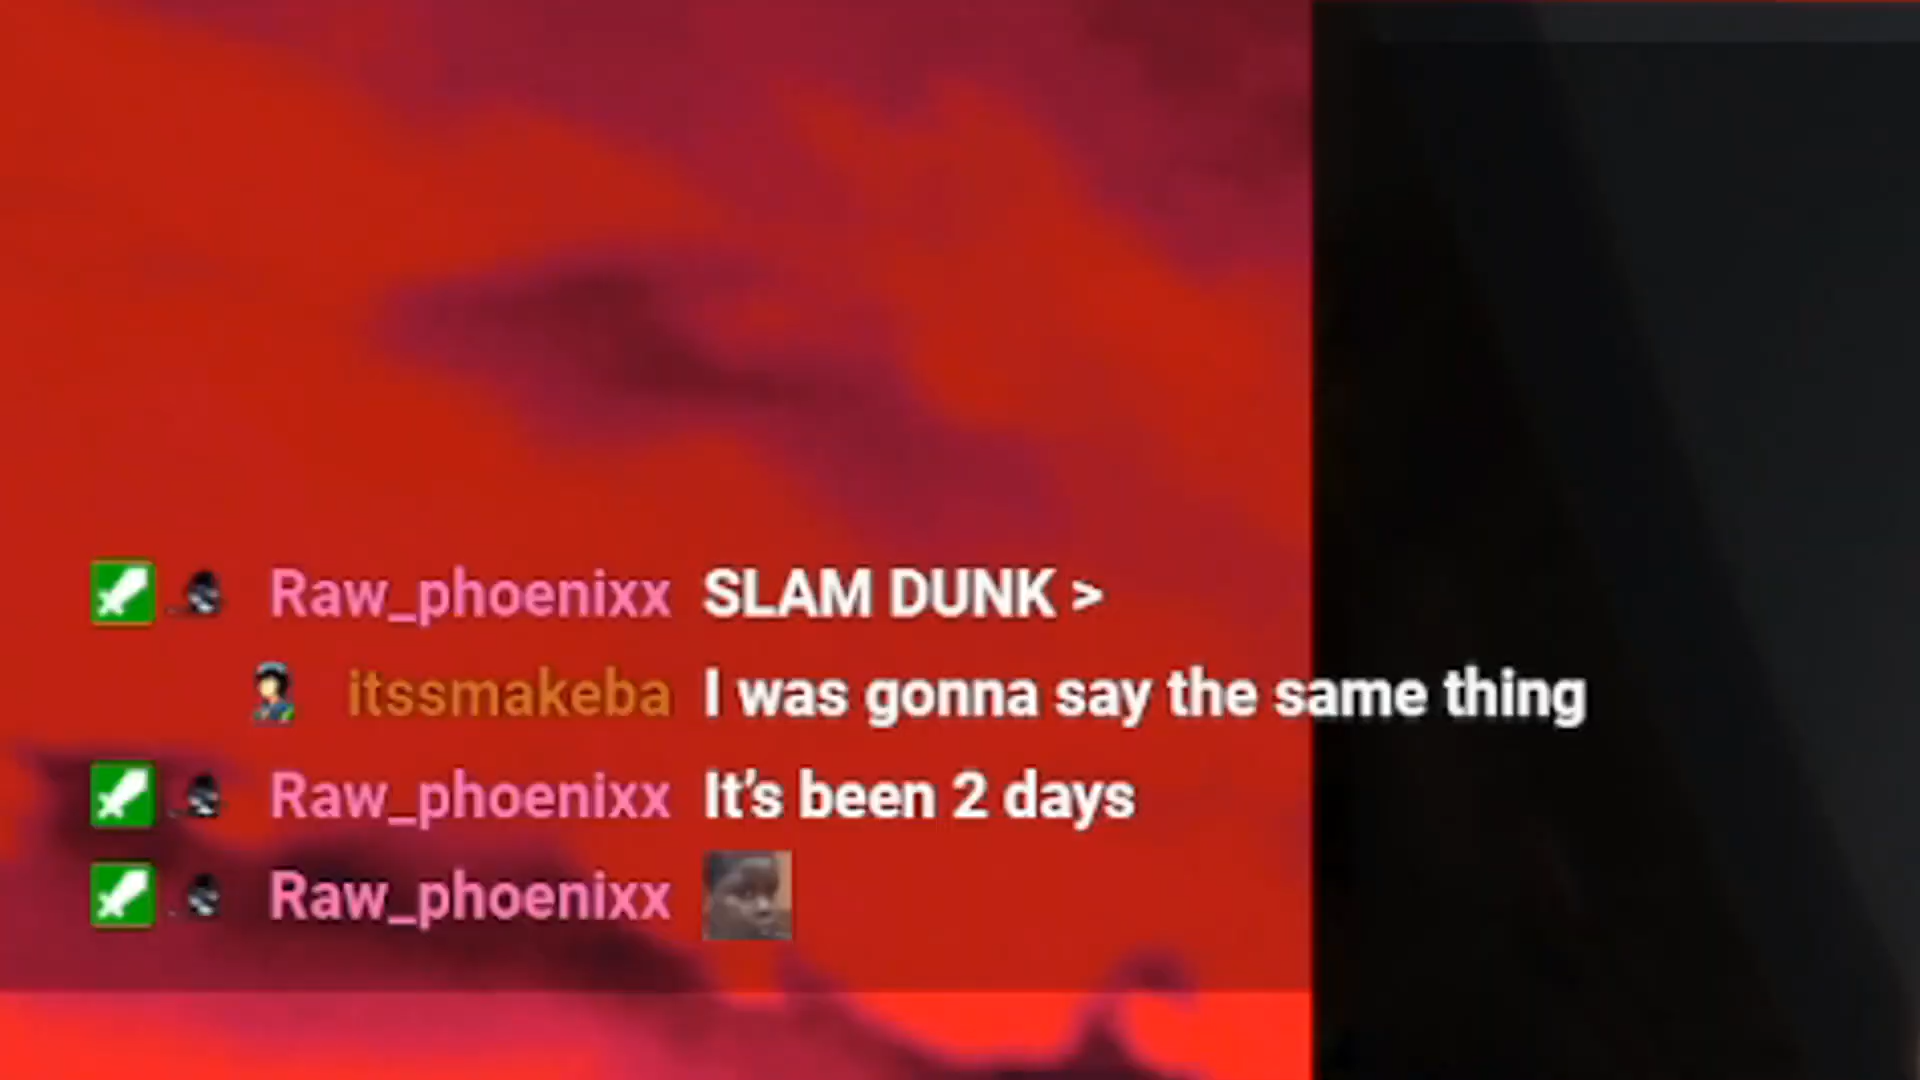 Raw_phoenixx SLAM DUNK >
itssmakeba I was gonna say the same thing
Raw_phoenixx It's been 2 days
Raw_phoenixx